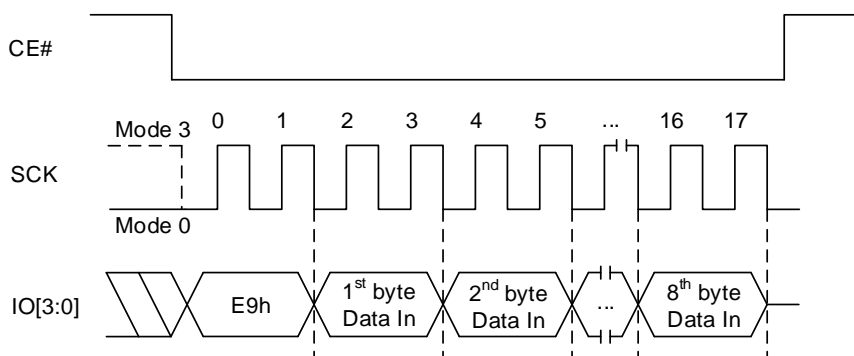 CE#
Mode 3
0 1 2 3 4 5 ... 16 17
SCK
Mode 0
IO[3:0]
E9h
1st byte
Data In
2nd byte
Data In
...
8th byte
Data In